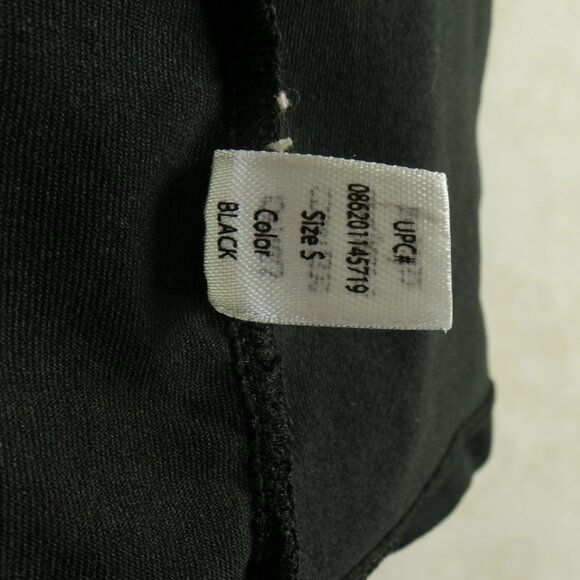 UPC#
086201145719
Size S
Color
BLACK